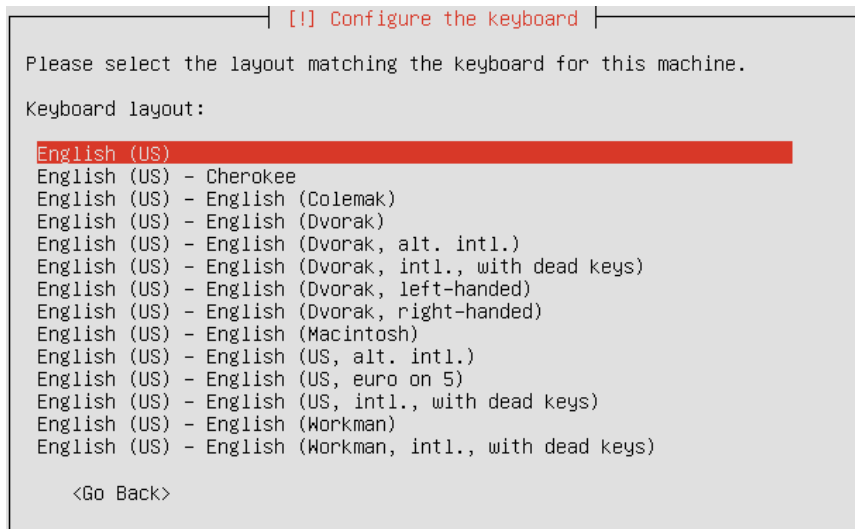 [!] Configure the keyboard
Please select the layout matching the keyboard for this machine.
Keyboard layout:
English (US)
English (US) - Cherokee
English (US) - English (Colemak)
English (US) - English (Dvorak)
English (US) - English (Dvorak, alt. intl.)
English (US) - English (Dvorak, intl., with dead keys)
English (US) - English (Dvorak, left-handed)
English (US) - English (Dvorak, right-handed)
English (US) - English (Macintosh)
English (US) - English (US, alt. intl.)
English (US) - English (US, euro on 5)
English (US) - English (US, intl., with dead keys)
English (US) - English (Workman)
English (US) - English (Workman, intl., with dead keys)
<Go Back>